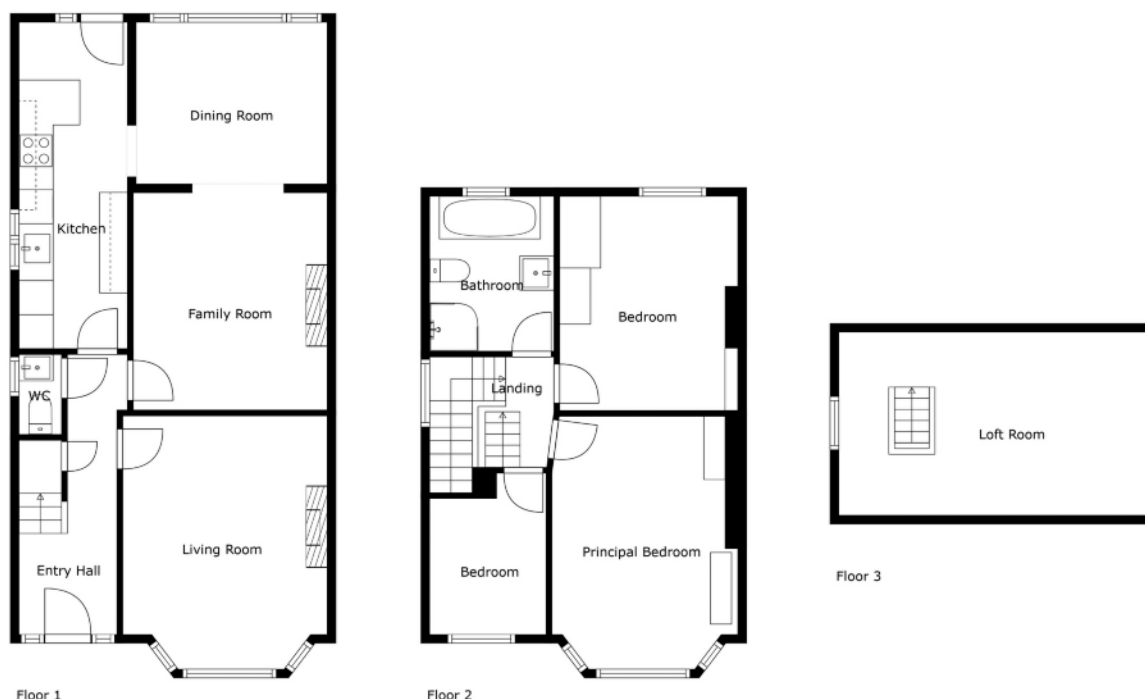 Dining Room
Kitchen
Family Room
WC
Living Room
Entry Hall
Floor 1
Bathroom
Bedroom
Landing
Principal Bedroom
Bedroom
Floor 2
Loft Room
Floor 3